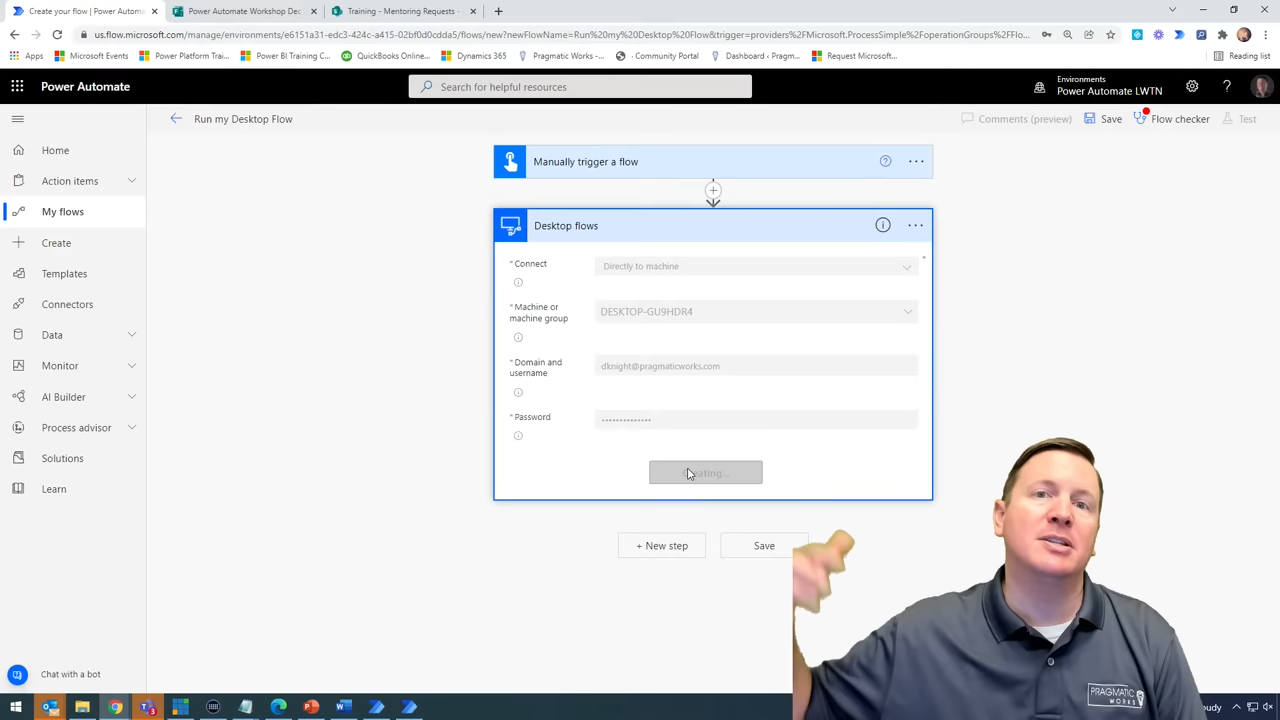 Create your flow | Power Automa
Power Automate Workshop Dec
Training - Mentoring Requests -
us.flow.microsoft.com/manage/environments/e6151a31-edc3-424c-a415-02bf0d0cdda5/flows/new?newFlowName=Run%20my%20Desktop%20Flow&trigger=providers%2FMicrosoft.ProcessSimple%2FoperationGroups%2FFlo...
Apps
Microsoft Events
Power Platform Trai...
Power BI Training C...
QuickBooks Online...
Dynamics 365
Pragmatic Works -...
· Community Portal
Dashboard ‹ Pragm...
Request Microsoft...
Reading list
Power Automate
Search for helpful resources
Environments
Power Automate LWTN
Run my Desktop Flow
Comments (preview)
Save
Flow checker
Test
Home
Action items
My flows
Create
Templates
Connectors
Data
Monitor
AI Builder
Process advisor
Solutions
Learn
Chat with a bot
Manually trigger a flow
Desktop flows
* Connect
Directly to machine
* Machine or
machine group
DESKTOP-GU9HDR4
* Domain and
username
dknight@pragmaticworks.com
* Password
Creating...
+ New step
Save
PRAGMATIC
WORKS
oudy